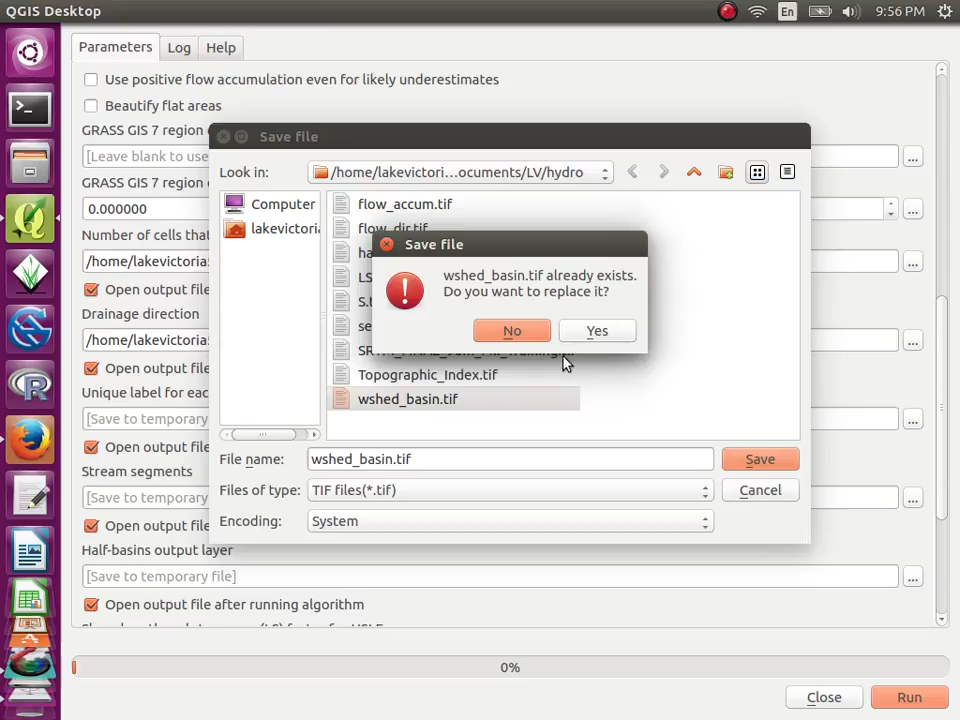 QGIS Desktop
En
9:56 PM
Parameters
Log
Help
Use positive flow accumulation even for likely underestimates
Beautify flat areas
GRASS GIS 7 region
[Leave blank to use
...
GRASS GIS 7 region
0.000000
...
Number of cells that
/home/lakevictoria
...
Open output file
Drainage direction
/home/lakevictoria
...
Open output file
Unique label for each
[Save to temporary
...
Open output file
Stream segments
[Save to temporary
...
Open output file
Half-basins output layer
[Save to temporary file]
...
Open output file after running algorithm
0%
Close
Run
Save file
Look in:
/home/lakevictori...ocuments/LV/hydro
Computer
lakevictoria
flow_accum.tif
flow_dir.tif
ha
LS
S.t
se
Topographic_Index.tif
wshed_basin.tif
File name:
wshed_basin.tif
Save
Files of type:
TIF files(*.tif)
Cancel
Encoding:
System
Save file
wshed_basin.tif already exists.
Do you want to replace it?
No
Yes